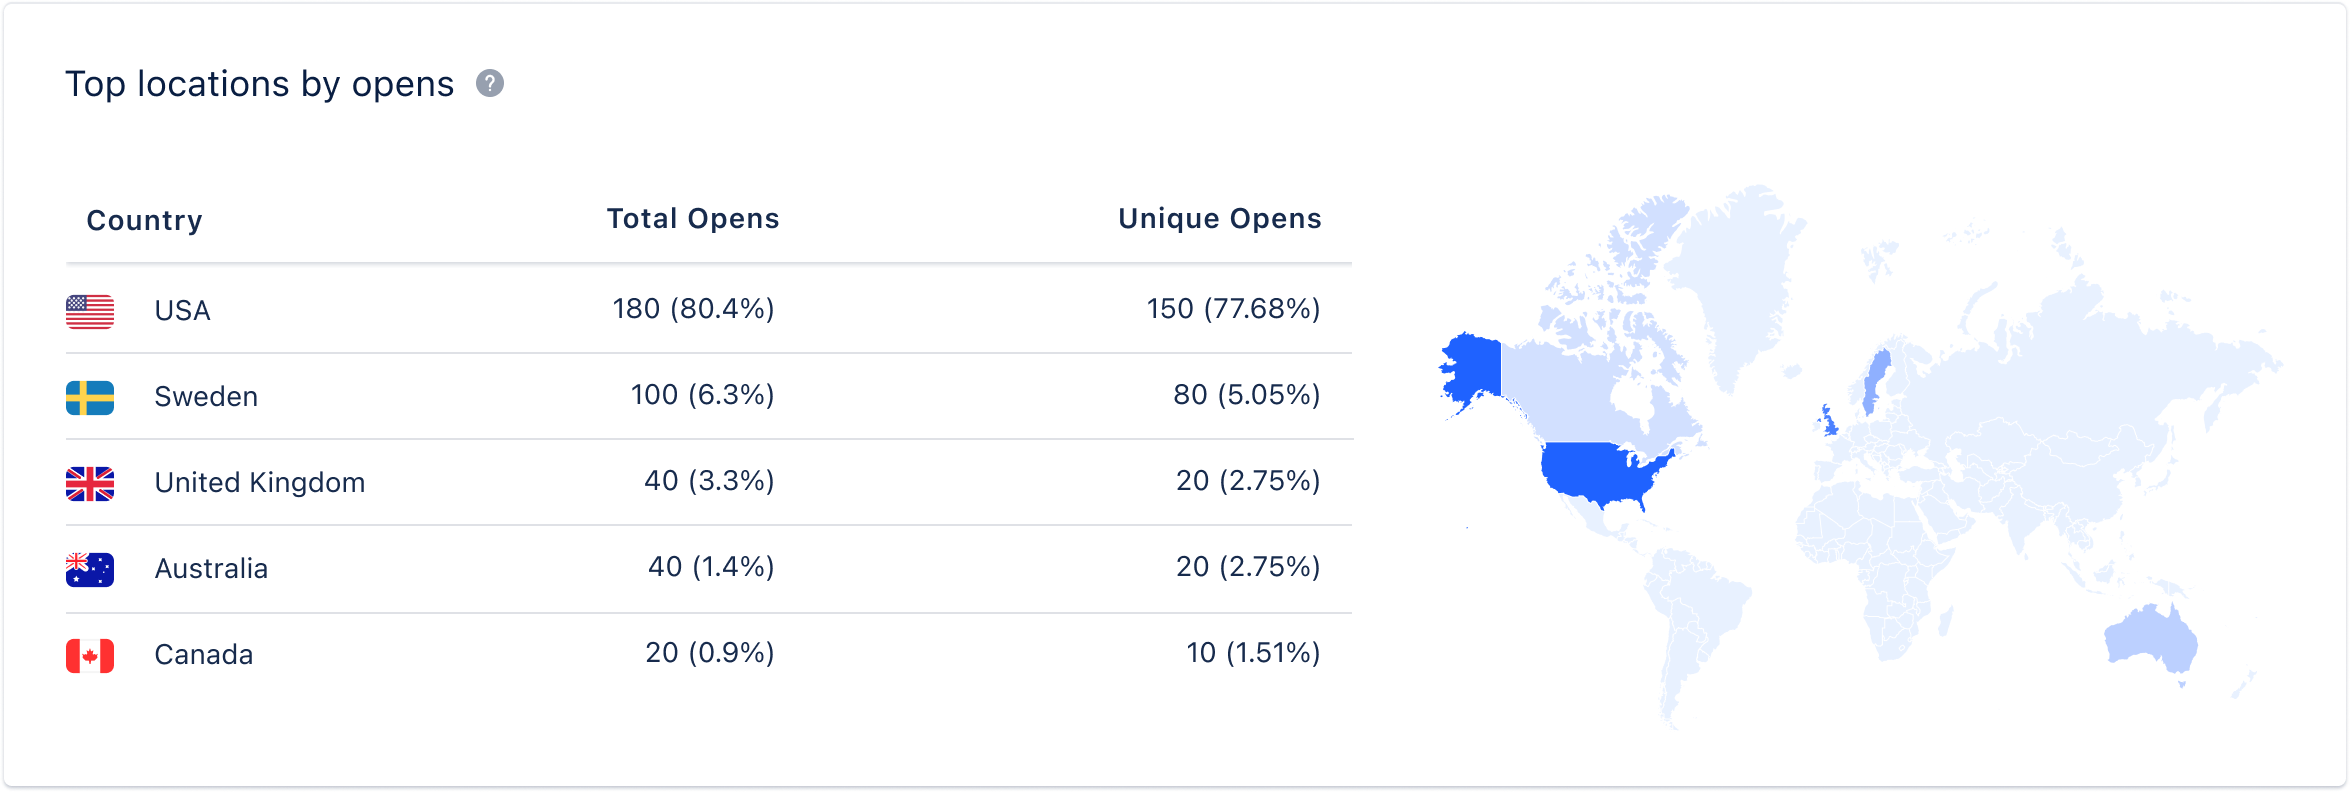 Top locations by opens ?
Country Total Opens Unique Opens
USA 180 (80.4%) 150 (77.68%)
Sweden 100 (6.3%) 80 (5.05%)
United Kingdom 40 (3.3%) 20 (2.75%)
Australia 40 (1.4%) 20 (2.75%)
Canada 20 (0.9%) 10 (1.51%)